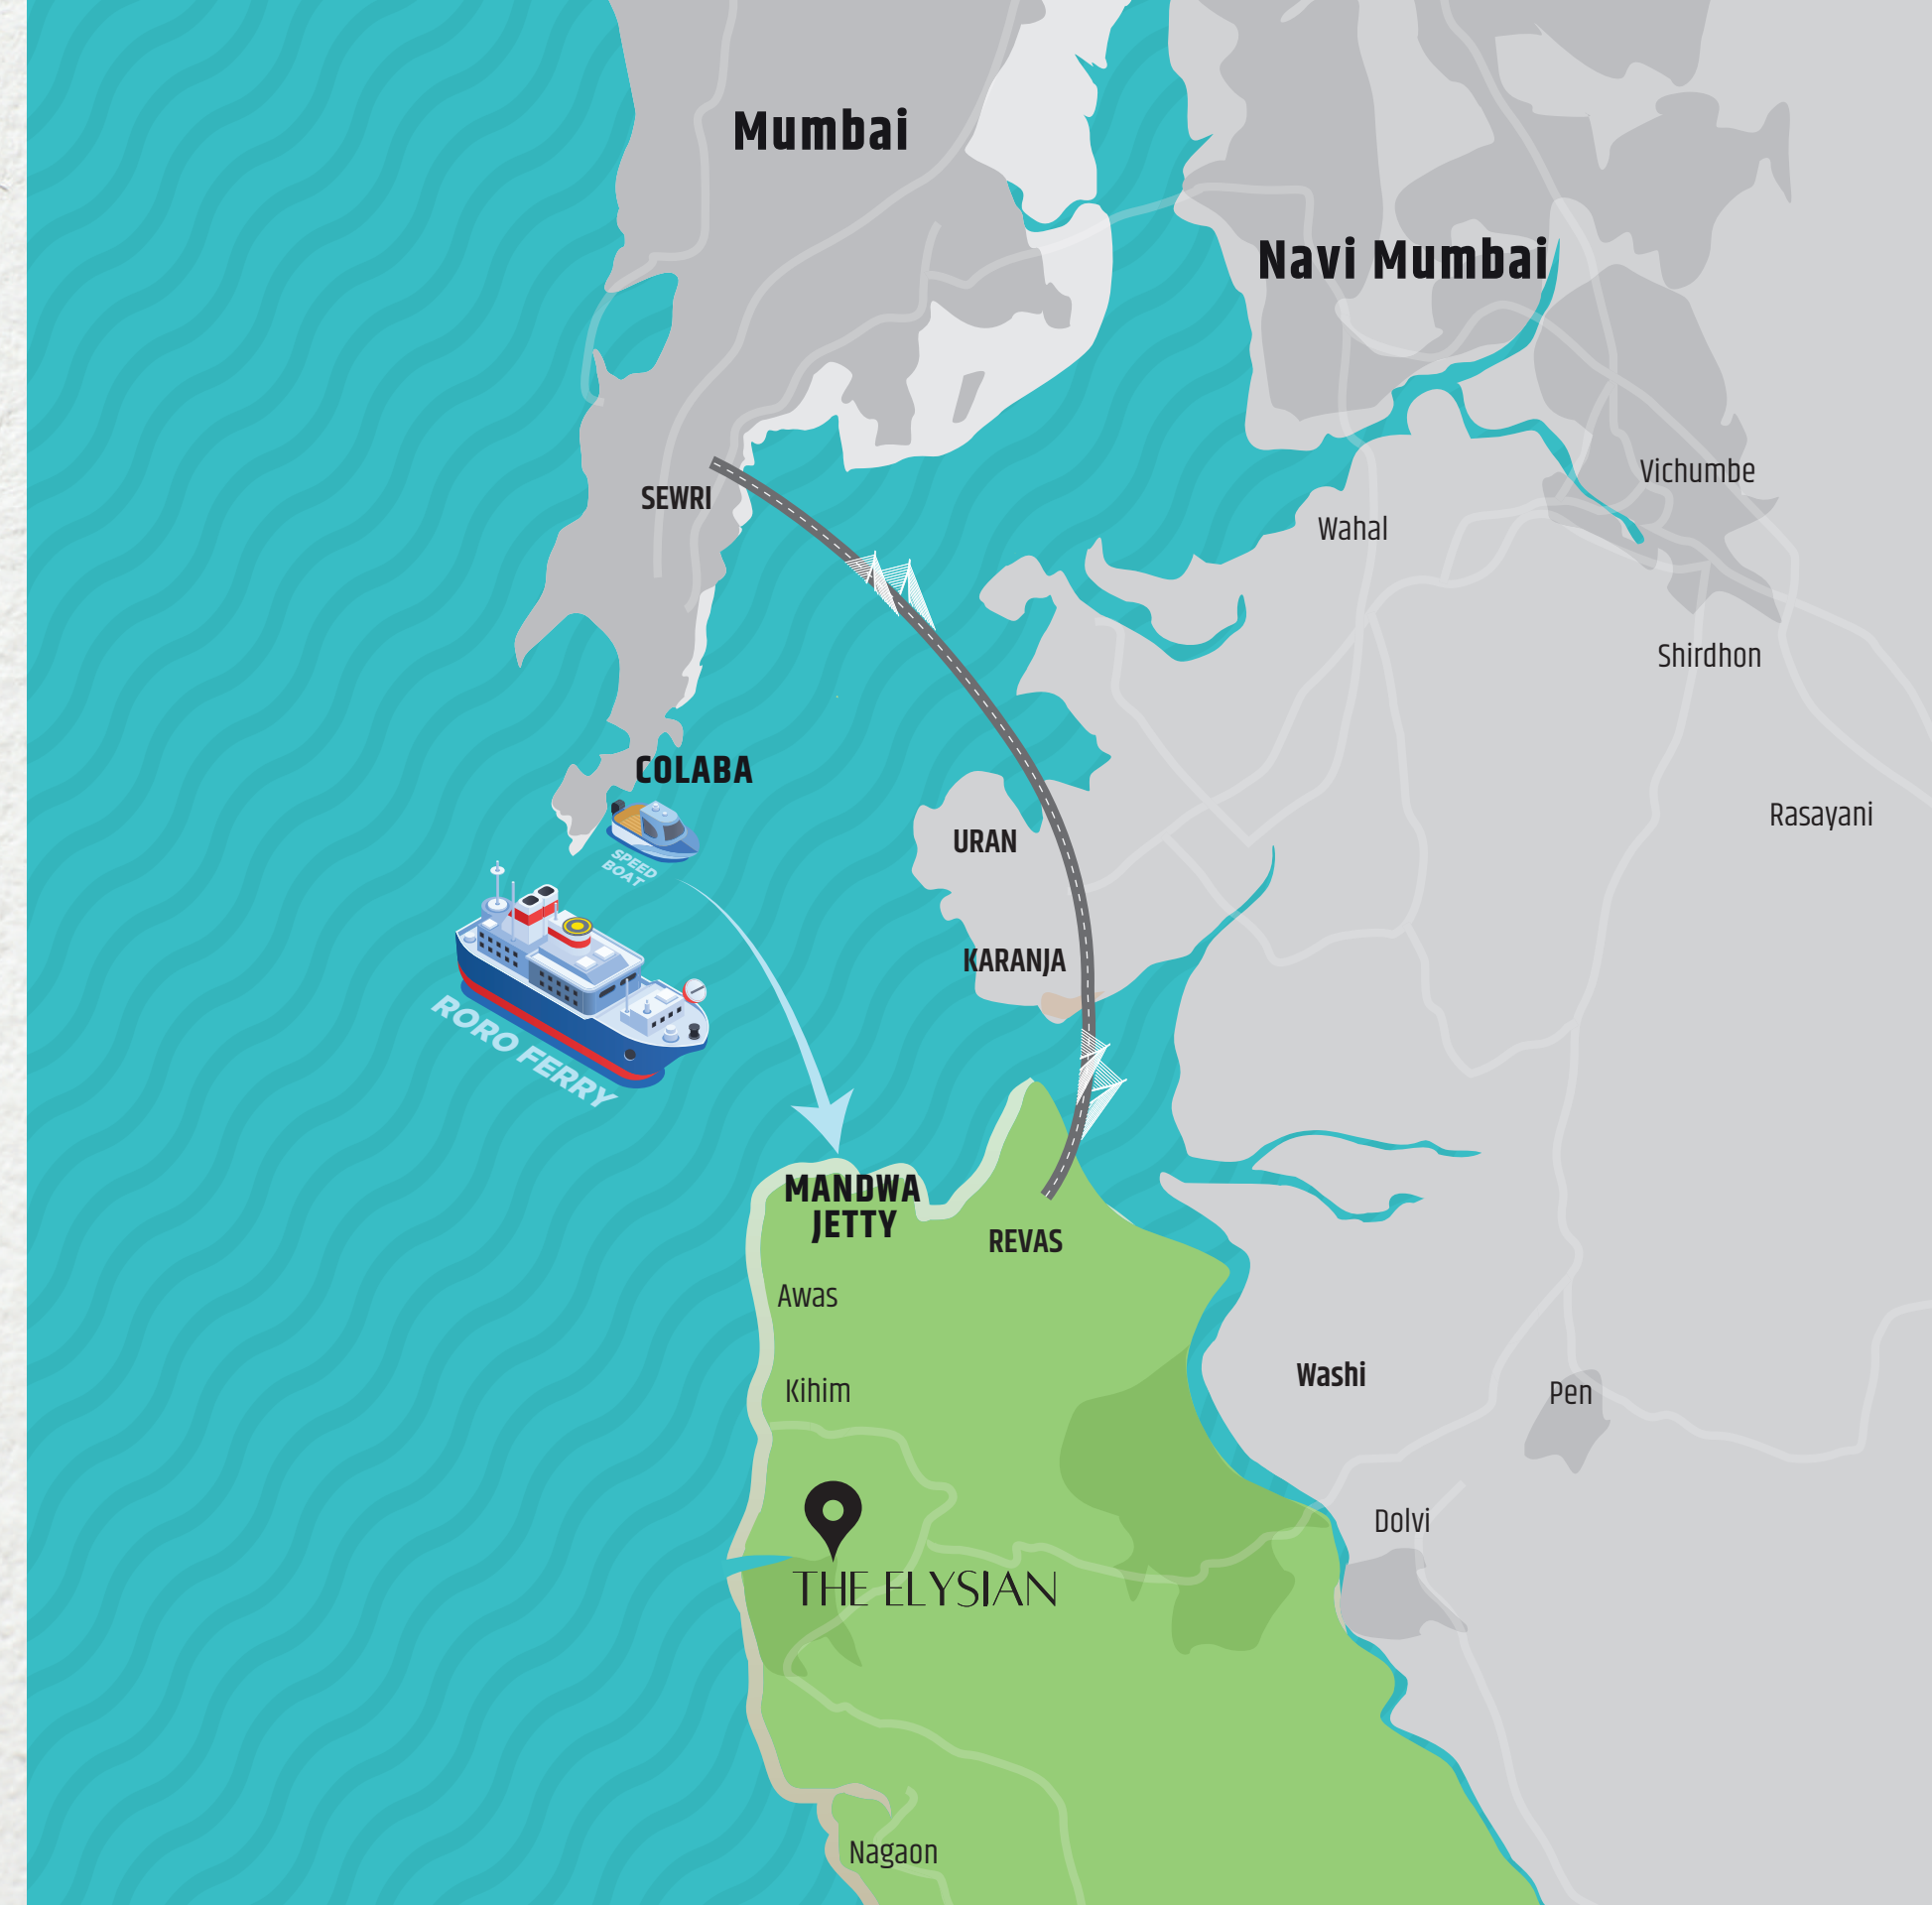 Mumbai
Navi Mumbai
Vichumbe
SEWRI
Wahal
Shirdhon
COLABA
Rasayani
URAN
SPEED
BOAT
KARANJA
RORO FERRY
MANDWA
JETTY
REVAS
Awas
Washi
Kihim
Pen
Dolvi
THE ELYSIAN
Nagaon